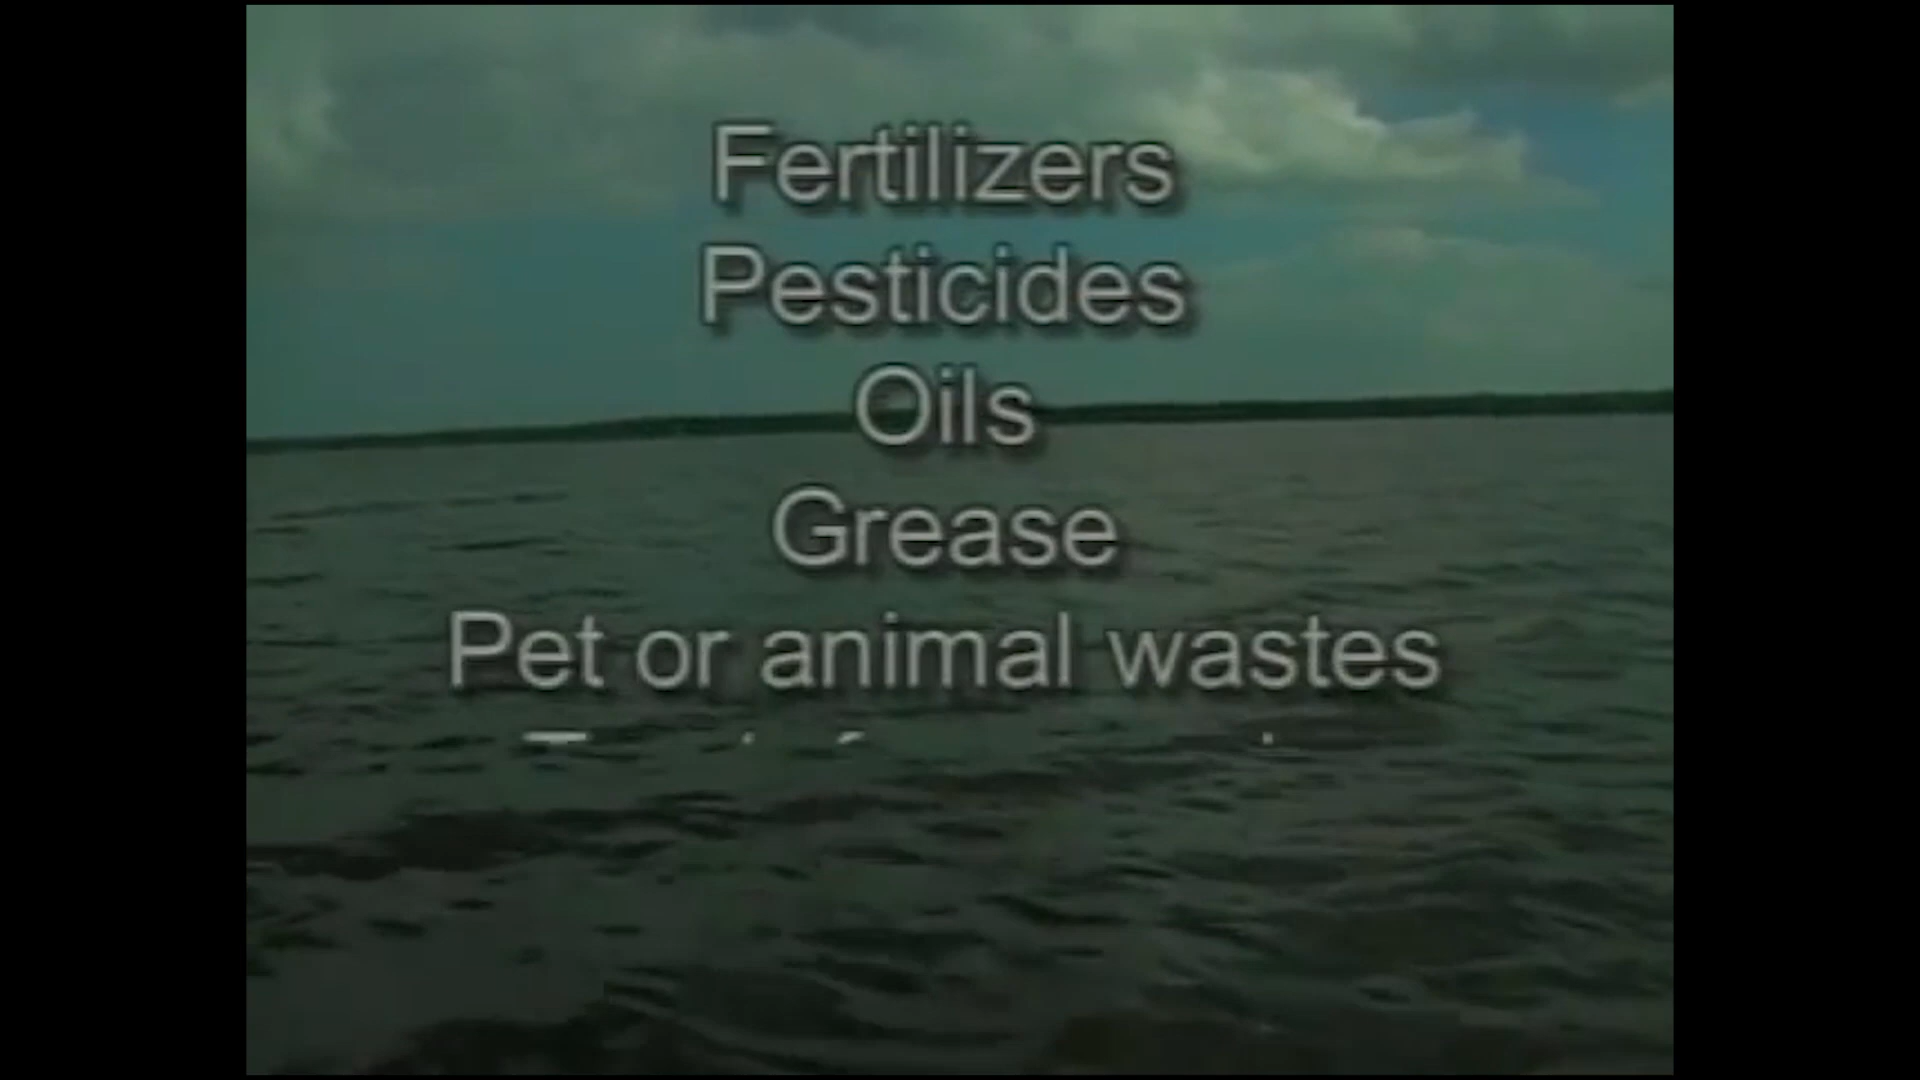 Fertilizers
Pesticides
Oils
Grease
Pet or animal wastes